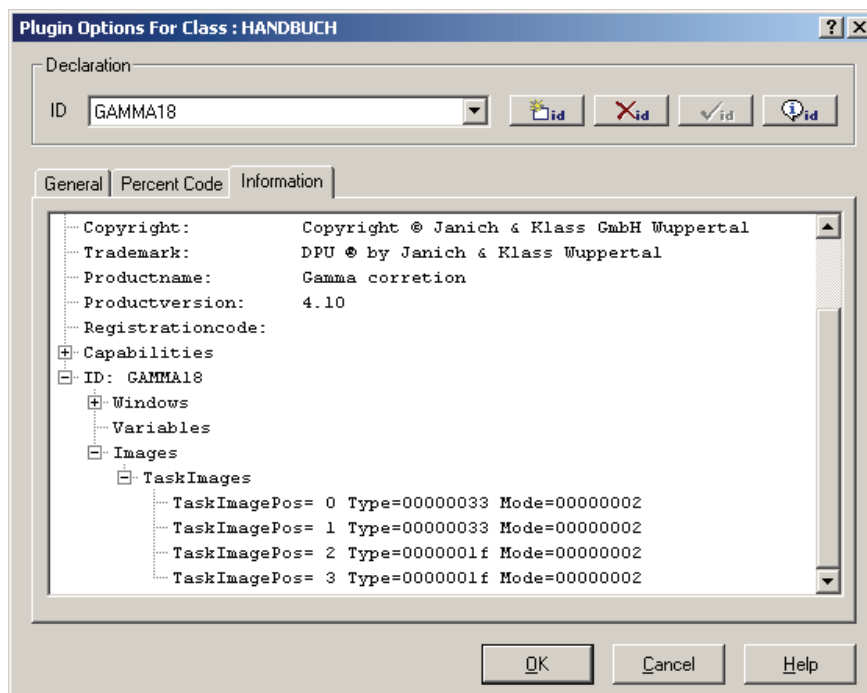 Plugin Options For Class : HANDBUCH
Declaration
ID GAMMA18 id id id id
General Percent Code Information
Copyright: Copyright ® Janich & Klass GmbH Wuppertal
Trademark: DPU ® by Janich & Klass Wuppertal
Productname: Gamma corretion
Productversion: 4.10
Registrationcode:
Capabilities
ID: GAMMA18
Windows
Variables
Images
TaskImages
TaskImagePos= 0 Type=00000033 Mode=00000002
TaskImagePos= 1 Type=00000033 Mode=00000002
TaskImagePos= 2 Type=0000001f Mode=00000002
TaskImagePos= 3 Type=0000001f Mode=00000002
OK Cancel Help